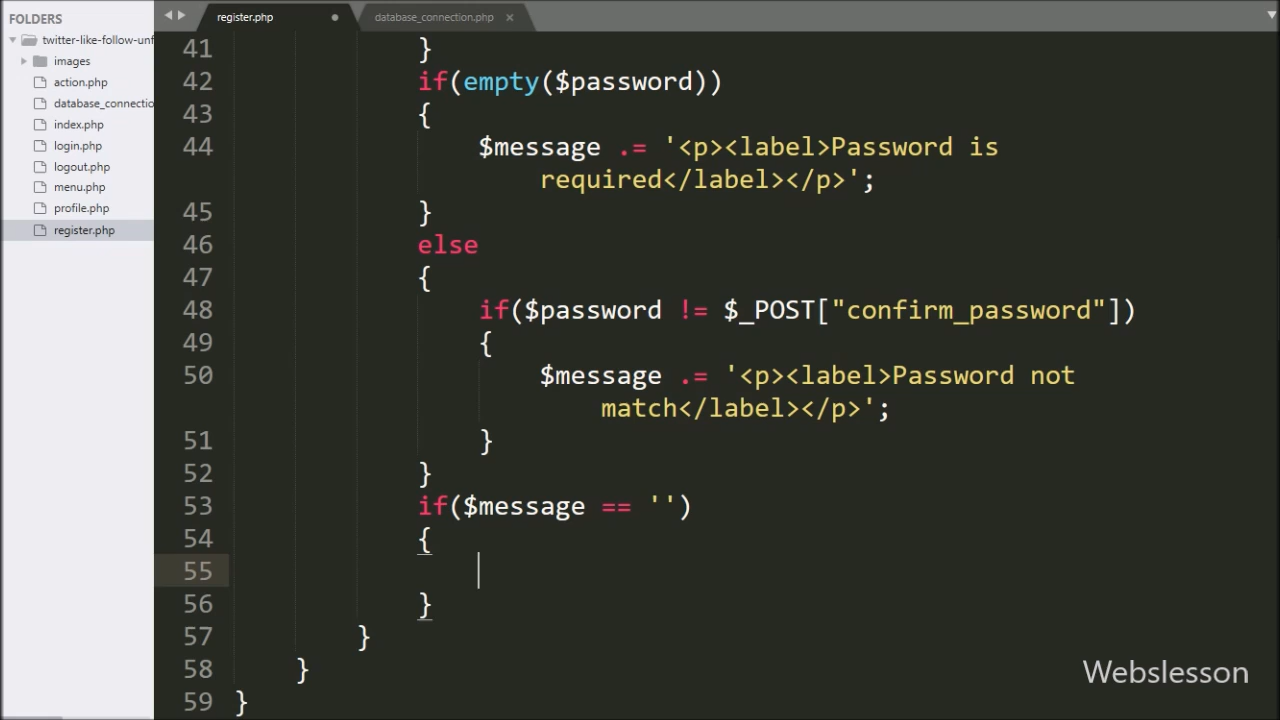 FOLDERS
twitter-like-follow-unf
images
action.php
database_connectio
index.php
login.php
logout.php
menu.php
profile.php
register.php
register.php
database_connection.php ×
41 }
42 if(empty($password))
43 {
44 $message .= '<p><label>Password is
required</label></p>';
45 }
46 else
47 {
48 if($password != $_POST["confirm_password"])
49 {
50 $message .= '<p><label>Password not
match</label></p>';
51 }
52 }
53 if($message == '')
54 {
55
56 }
57 }
58 }
59 }
Webslesson